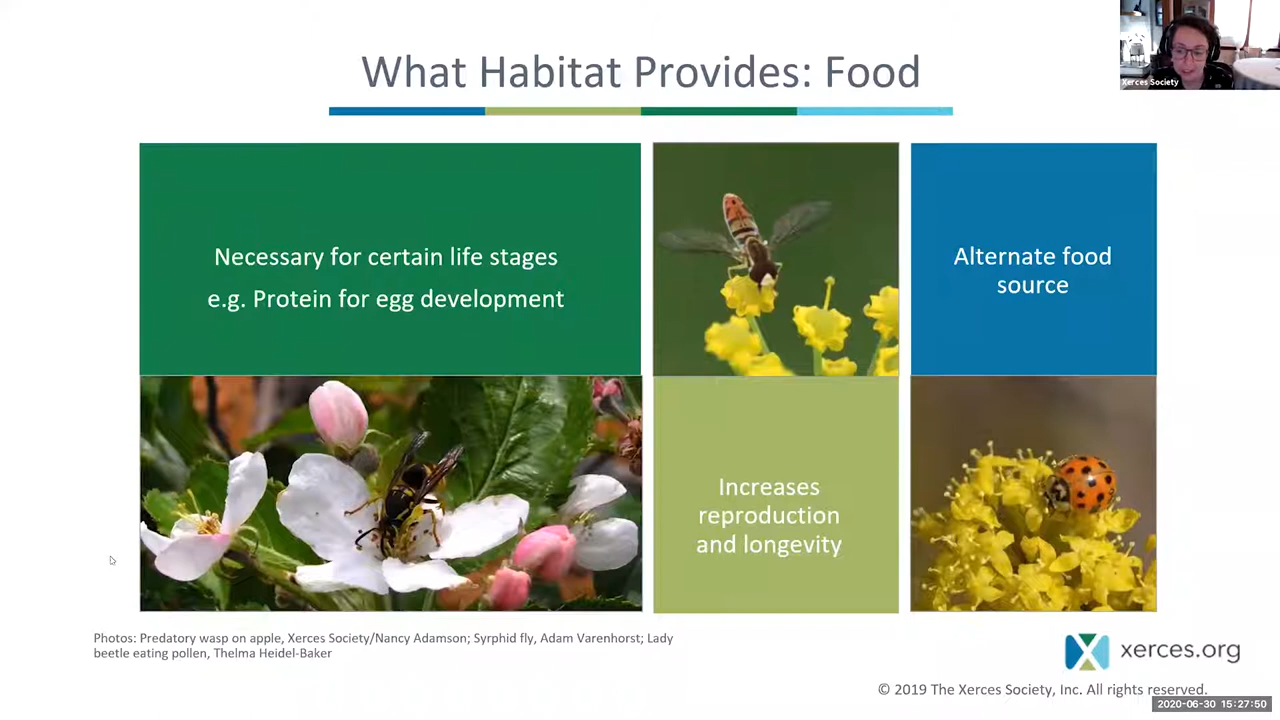 What Habitat Provides: Food
Xerces Society
Necessary for certain life stages
e.g. Protein for egg development
Alternate food
source
Increases
reproduction
and longevity
Photos: Predatory wasp on apple, Xerces Society/Nancy Adamson; Syrphid fly, Adam Varenhorst; Lady
beetle eating pollen, Thelma Heidel-Baker
xerces.org
© 2019 The Xerces Society, Inc. All rights reserved.
2020-06-30 15:27:50